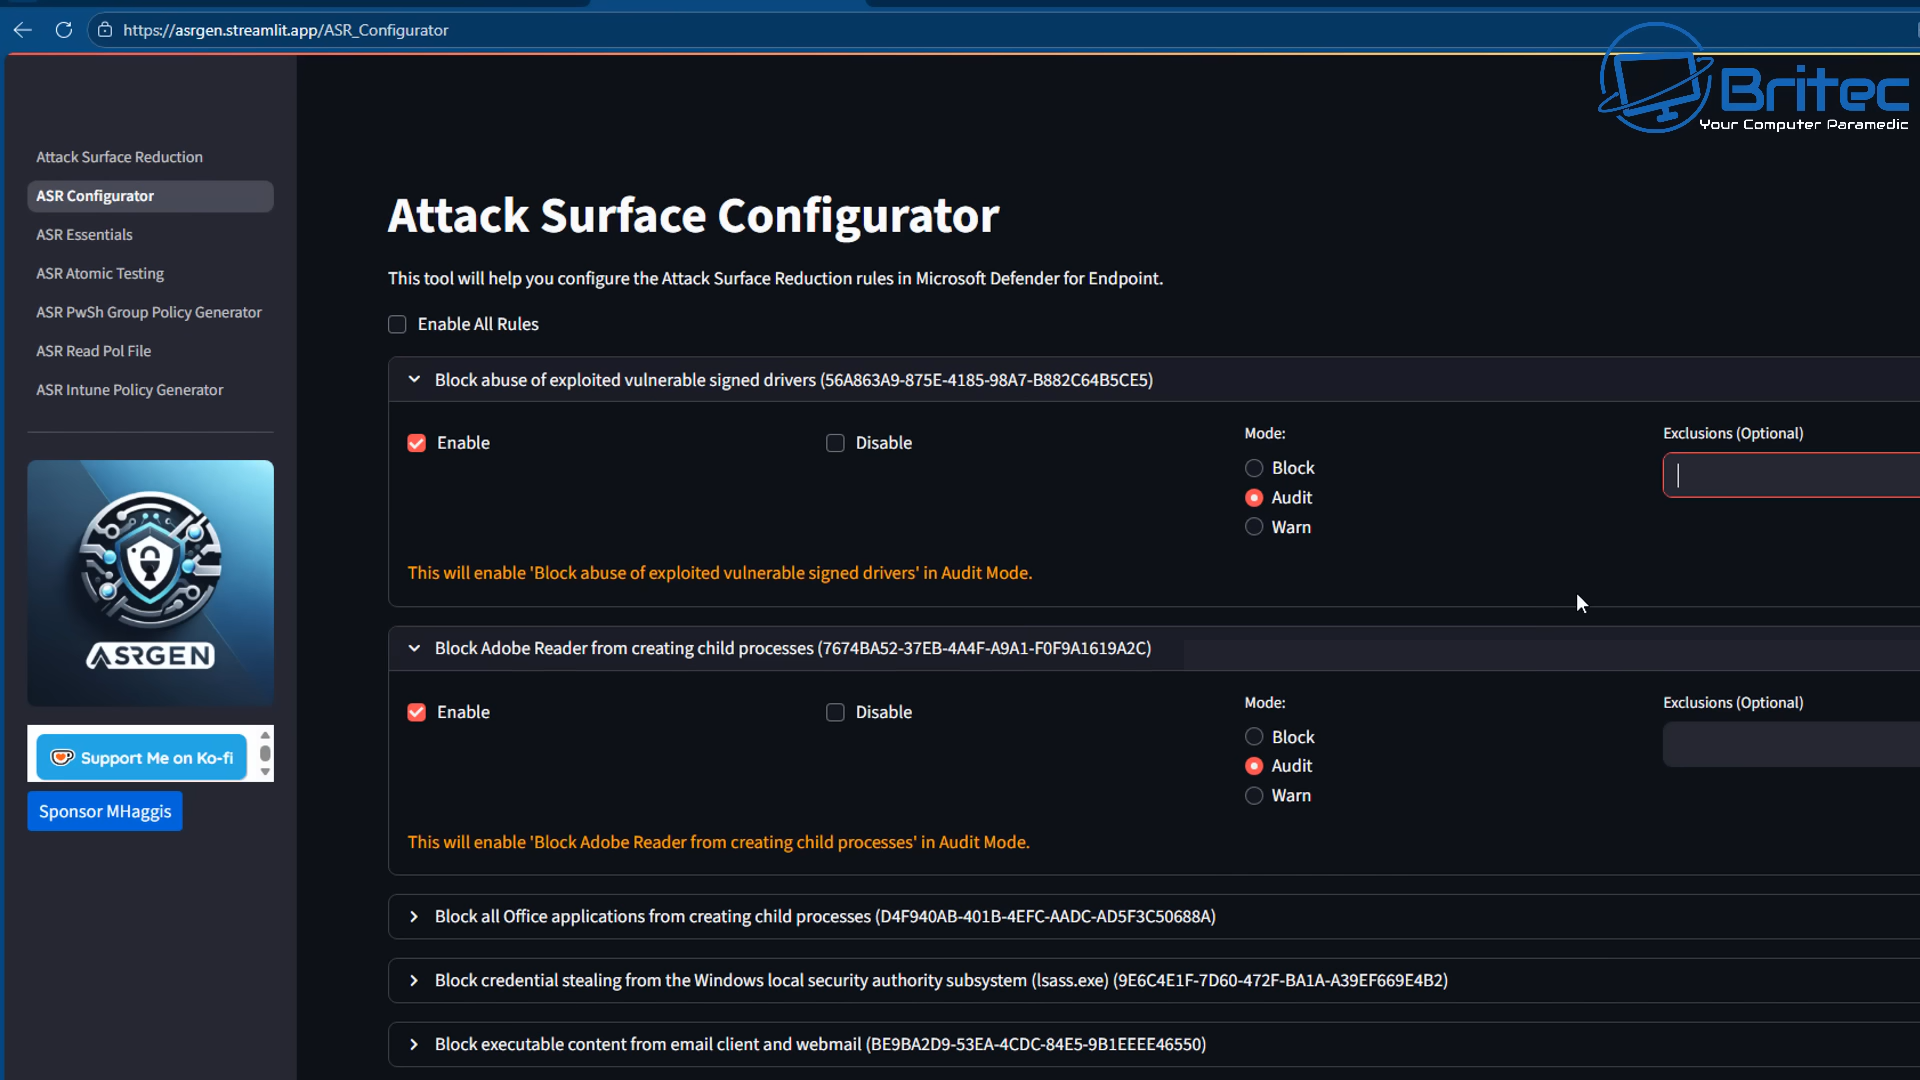 https://asrgen.streamlit.app/ASR_Configurator
Britec
Your Computer Paramedic
Attack Surface Reduction
ASR Configurator
ASR Essentials
ASR Atomic Testing
ASR PwSh Group Policy Generator
ASR Read Pol File
ASR Intune Policy Generator
ASRGEN
Support Me on Ko-fi
Sponsor MHaggis
Attack Surface Configurator
This tool will help you configure the Attack Surface Reduction rules in Microsoft Defender for Endpoint.
Enable All Rules
Block abuse of exploited vulnerable signed drivers (56A863A9-875E-4185-98A7-B882C64B5CE5)
Enable
Disable
Mode:
Block
Audit
Warn
Exclusions (Optional)
This will enable 'Block abuse of exploited vulnerable signed drivers' in Audit Mode.
Block Adobe Reader from creating child processes (7674BA52-37EB-4A4F-A9A1-F0F9A1619A2C)
Enable
Disable
Mode:
Block
Audit
Warn
Exclusions (Optional)
This will enable 'Block Adobe Reader from creating child processes' in Audit Mode.
Block all Office applications from creating child processes (D4F940AB-401B-4EFC-AADC-AD5F3C50688A)
Block credential stealing from the Windows local security authority subsystem (lsass.exe) (9E6C4E1F-7D60-472F-BA1A-A39EF669E4B2)
Block executable content from email client and webmail (BE9BA2D9-53EA-4CDC-84E5-9B1EEEE46550)